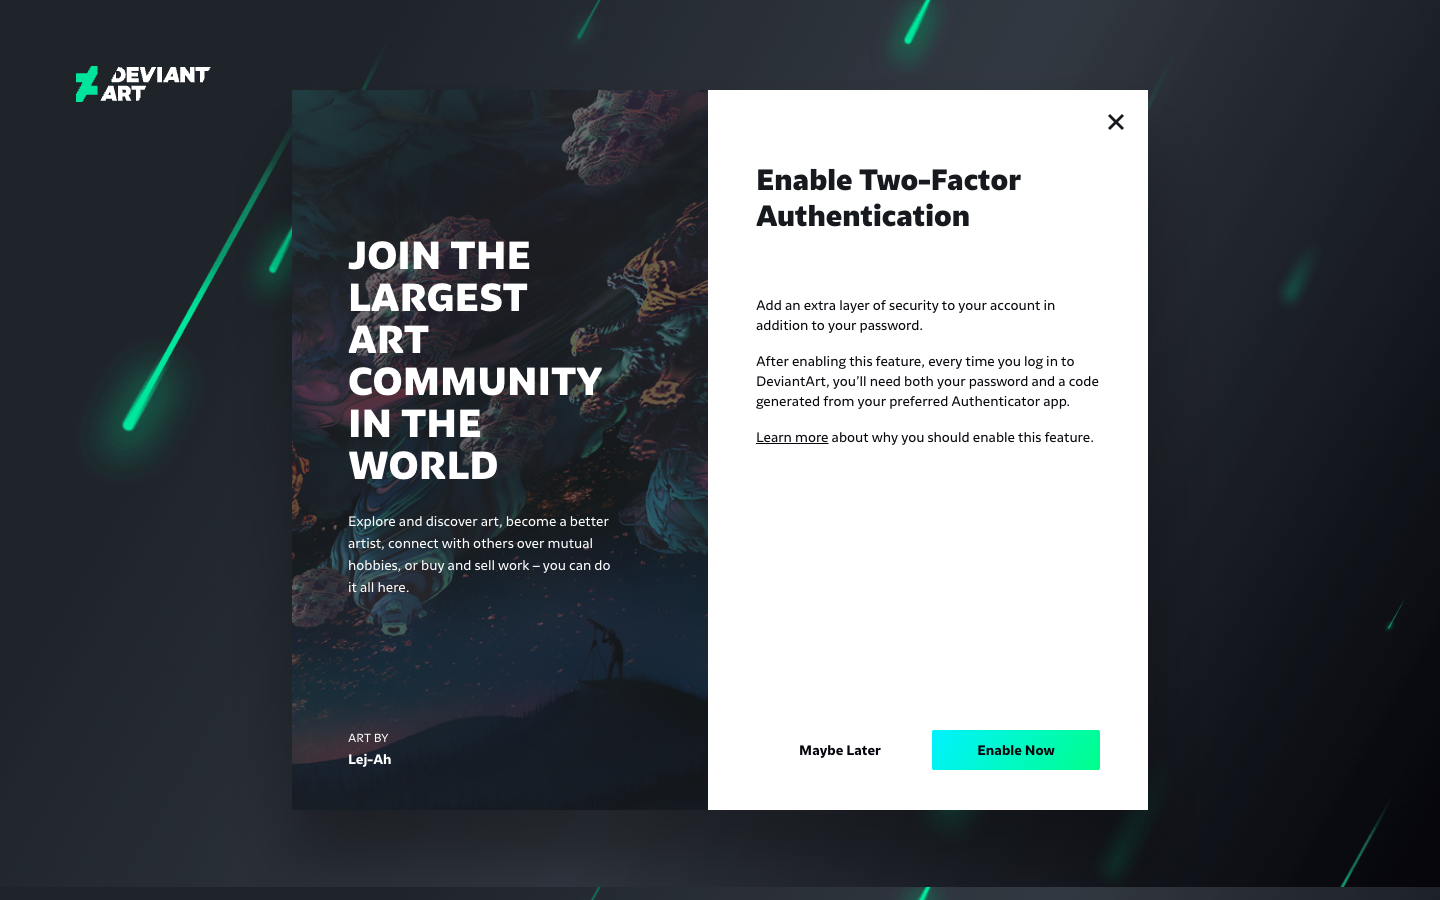 DEVIANT
ART
JOIN THE
LARGEST
ART
COMMUNITY
IN THE
WORLD
Explore and discover art, become a better
artist, connect with others over mutual
hobbies, or buy and sell work – you can do
it all here.
ART BY
Lej-Ah
Enable Two-Factor
Authentication
Add an extra layer of security to your account in
addition to your password.
After enabling this feature, every time you log in to
DeviantArt, you’ll need both your password and a code
generated from your preferred Authenticator app.
Learn more about why you should enable this feature.
Maybe Later
Enable Now